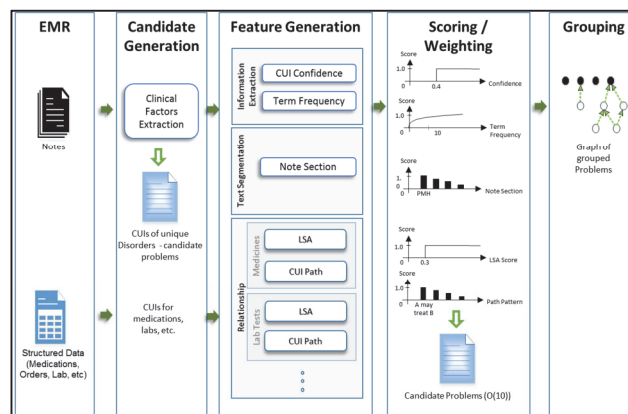 EMR
Notes
Structured Data
(Medications,
Orders, Lab, etc)
Candidate
Generation
Clinical
Factors
Extraction
CUIs of unique
Disorders - candidate
problems
CUIs for
medications,
labs, etc.
Feature Generation
Information
Extraction
CUI Confidence
Term Frequency
Text Segmentation
Note Section
Relationship
Medicines
LSA
CUI Path
Lab Tests
LSA
CUI Path
Scoring /
Weighting
Score
1.0
0
0.4
Confidence
Score
1.0
0
10
Term
Frequency
Score
1.
0
0
PMH
Note Section
Score
1.0
0
0.3
LSA Score
Score
1.0
0
A may
treat B
Path Pattern
Candidate Problems (O(10))
Grouping
Graph of
grouped
Problems